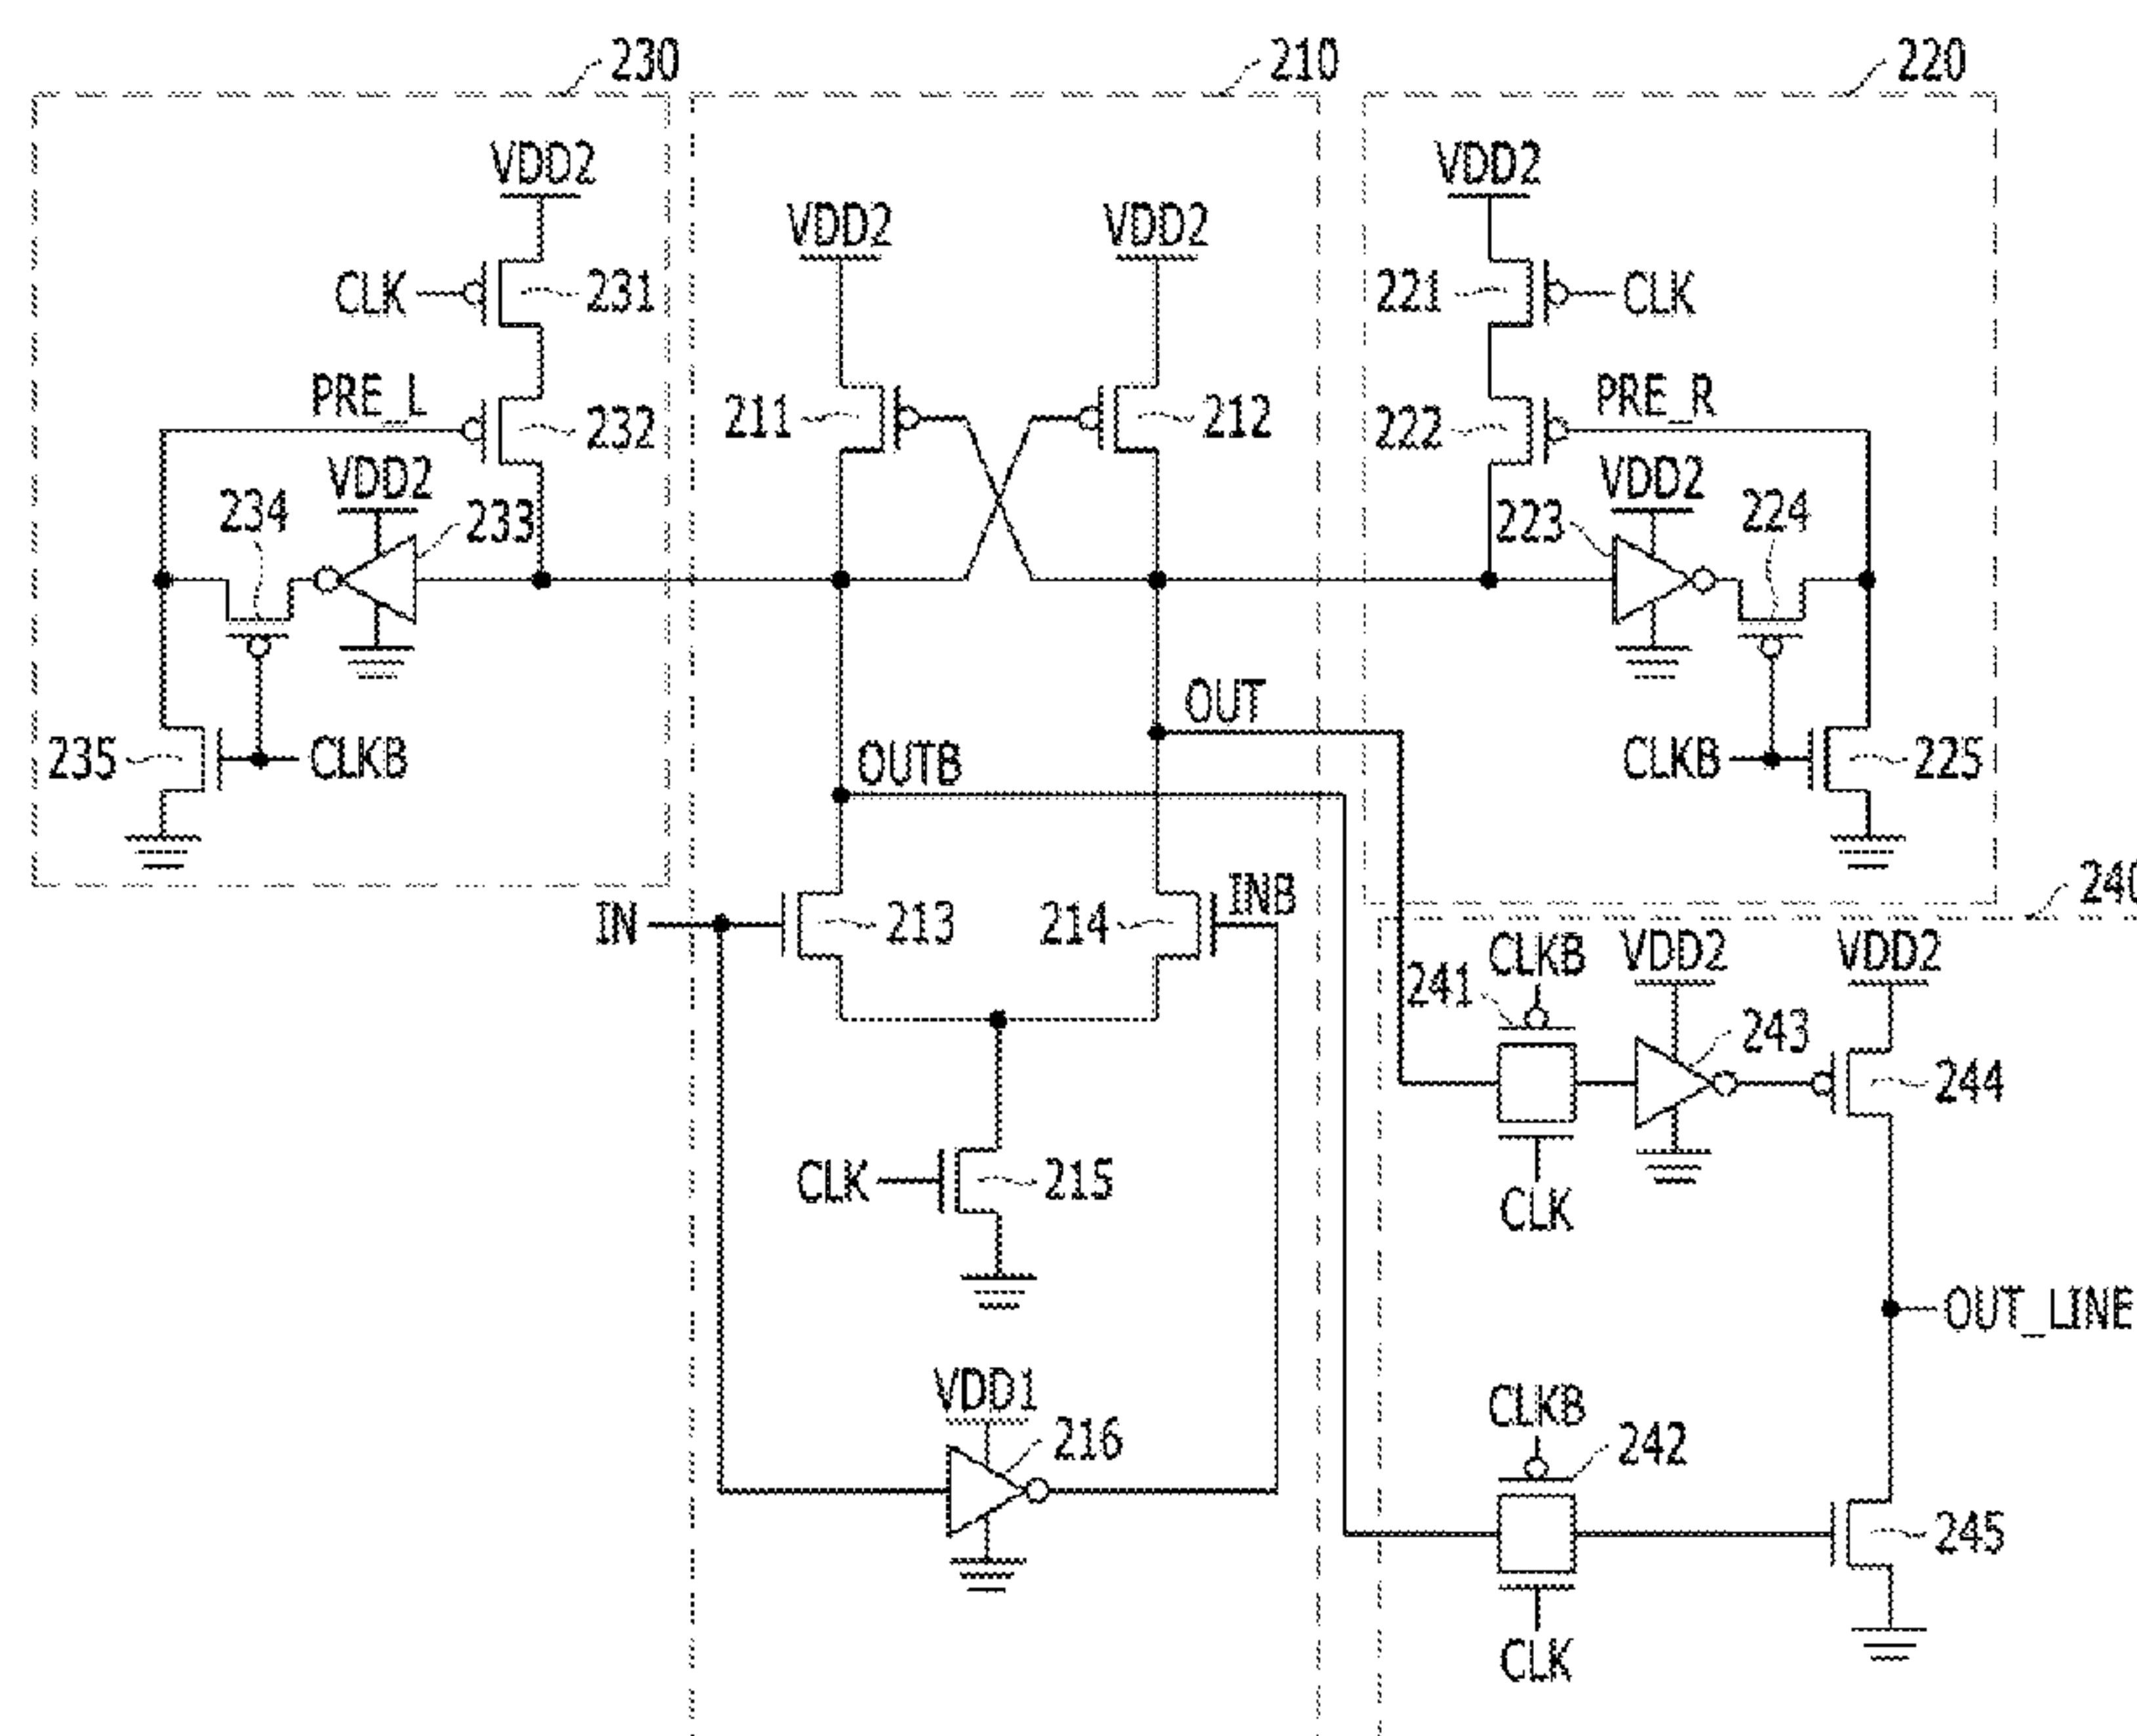 230
210
220
VDD2
VDD2
VDD2
VDD2
CLK
231
221
CLK
PRE_L
211
212
PRE_R
232
222
VDD2
VDD2
234
233
223
224
OUT
235
CLKB
OUTB
CLKB
225
240
IN
213
214
INB
CLKB
VDD2
VDD2
241
243
244
CLK
215
CLK
OUT_LINE
VDD1
216
CLKB
242
245
CLK